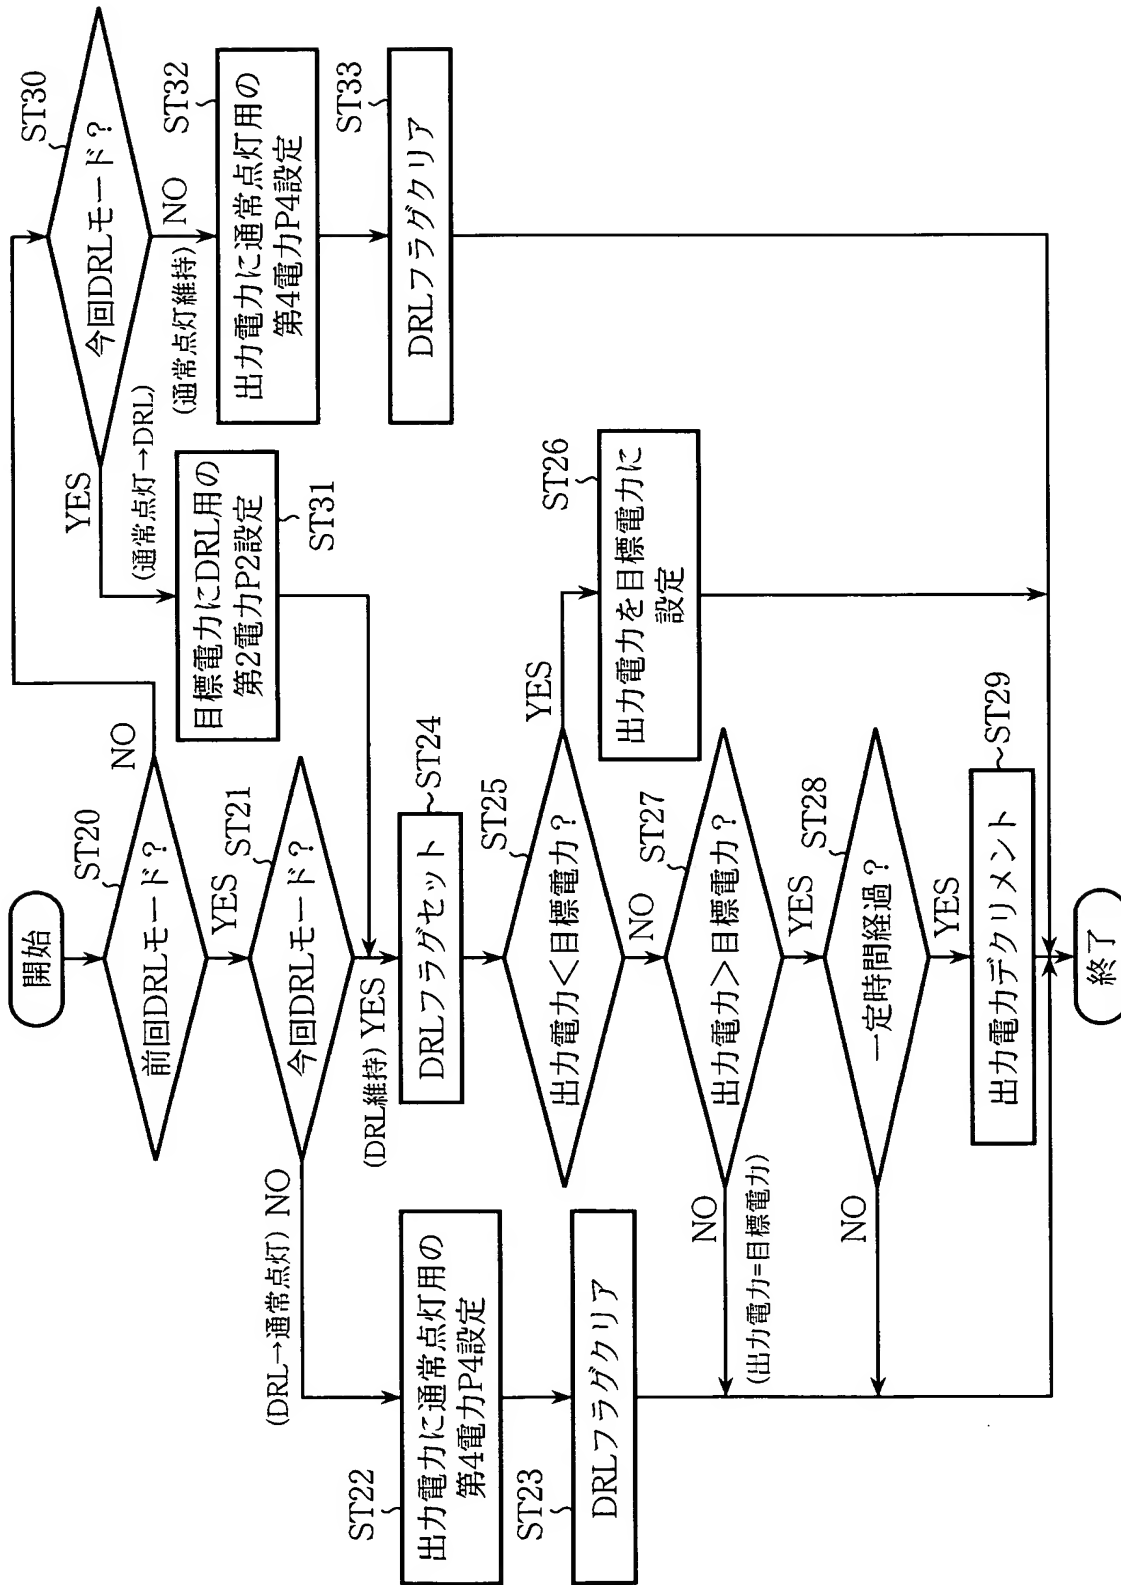 開始
前回DRLモード?
ST20
NO
YES
今回DRLモード?
ST21
(DRL→通常点灯) NO
(DRL維持) YES
出力電力に通常点灯用の
第4電力P4設定
ST22
DRLフラグクリア
ST23
DRLフラグセット
ST24
出力電力<目標電力?
ST25
YES
NO
出力電力を目標電力に
設定
ST26
出力電力>目標電力?
ST27
NO
(出力電力=目標電力)
YES
一定時間経過?
ST28
NO
YES
出力電力デクリメント
ST29
今回DRLモード?
ST30
YES
(通常点灯→DRL)
NO
(通常点灯維持)
目標電力にDRL用の
第2電力P2設定
ST31
出力電力に通常点灯用の
第4電力P4設定
ST32
DRLフラグクリア
ST33
終了